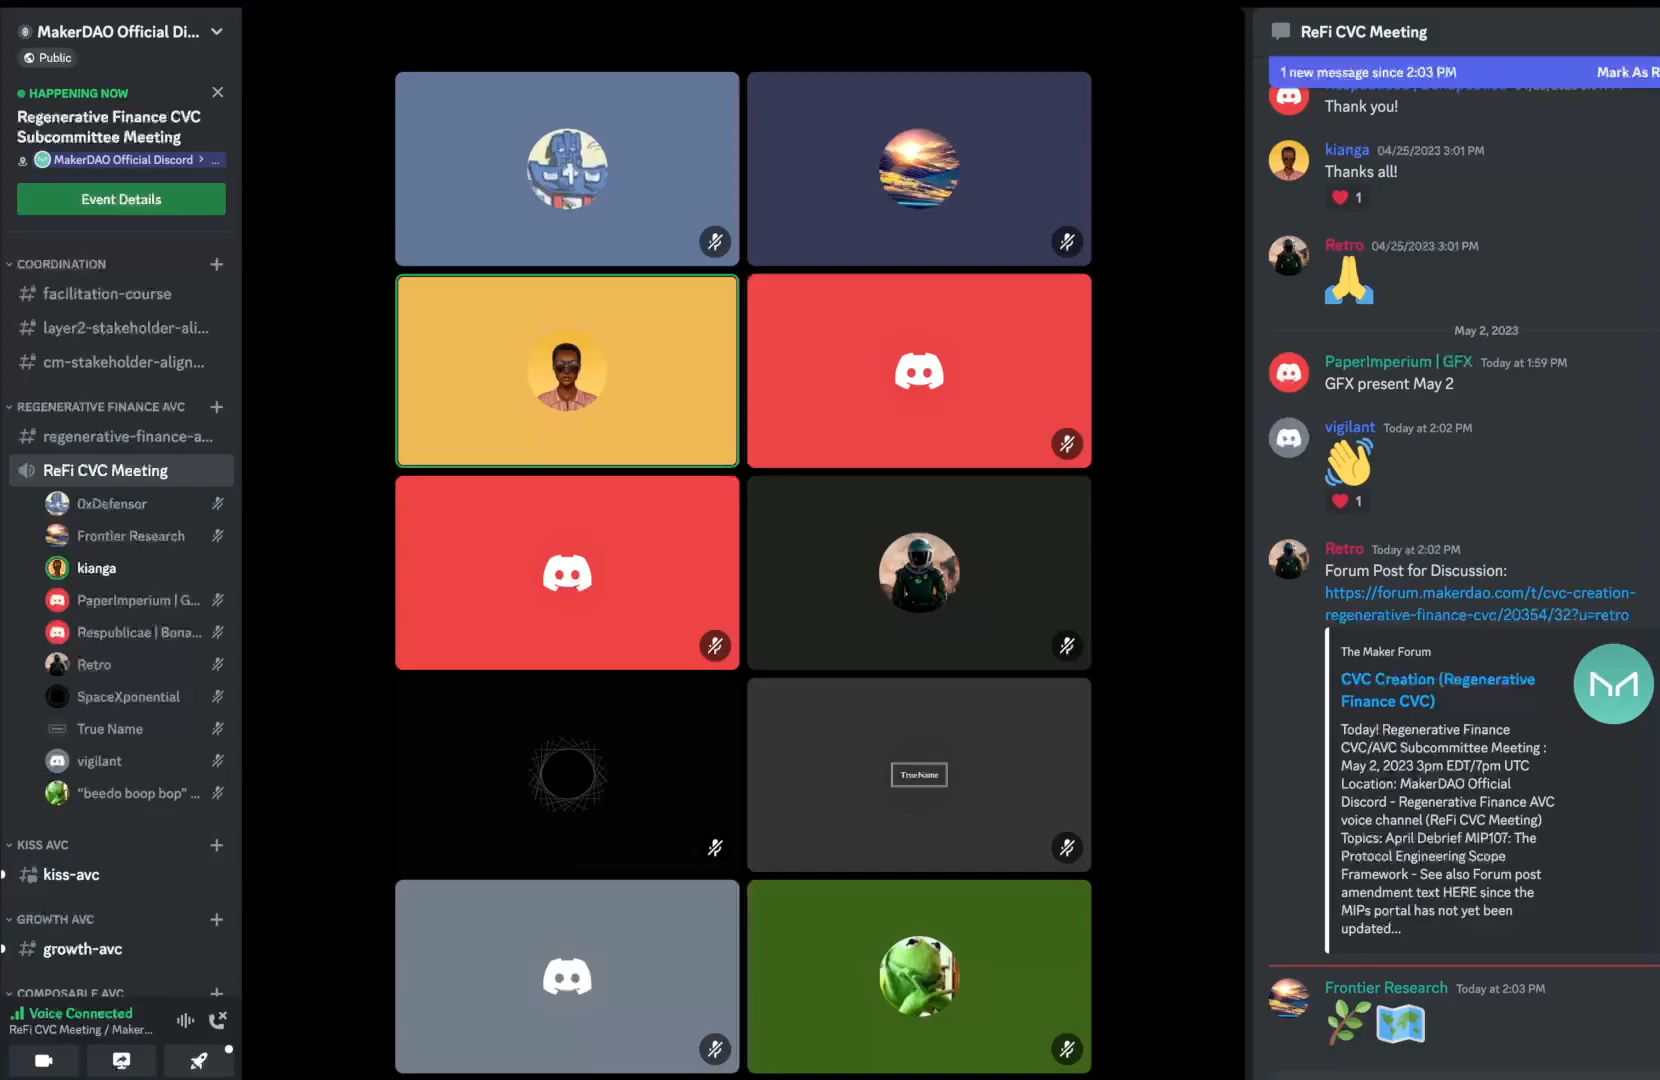 MakerDAO Official Di...
Public
HAPPENING NOW
Regenerative Finance CVC
Subcommittee Meeting
MakerDAO Official Discord > ...
Event Details
COORDINATION
facilitation-course
layer2-stakeholder-ali...
cm-stakeholder-align...
REGENERATIVE FINANCE AVC
regenerative-finance-a...
ReFi CVC Meeting
0xDefensor
Frontier Research
kianga
PaperImperium | G...
Respublicae | Bona...
Retro
SpaceXponential
True Name
vigilant
"beedo boop bop" ...
KISS AVC
kiss-avc
GROWTH AVC
growth-avc
COMPOSABLE AVC
Voice Connected
ReFi CVC Meeting / Maker...
TrueName
ReFi CVC Meeting
1 new message since 2:03 PM
Mark As R
Thank you!
kianga 04/25/2023 3:01 PM
Thanks all!
1
Retro 04/25/2023 3:01 PM
May 2, 2023
PaperImperium | GFX Today at 1:59 PM
GFX present May 2
vigilant Today at 2:02 PM
1
Retro Today at 2:02 PM
Forum Post for Discussion:
https://forum.makerdao.com/t/cvc-creation-
regenerative-finance-cvc/20354/32?u=retro
The Maker Forum
CVC Creation (Regenerative
Finance CVC)
Today! Regenerative Finance
CVC/AVC Subcommittee Meeting :
May 2, 2023 3pm EDT/7pm UTC
Location: MakerDAO Official
Discord - Regenerative Finance AVC
voice channel (ReFi CVC Meeting)
Topics: April Debrief MIP107: The
Protocol Engineering Scope
Framework - See also Forum post
amendment text HERE since the
MIPs portal has not yet been
updated...
Frontier Research Today at 2:03 PM